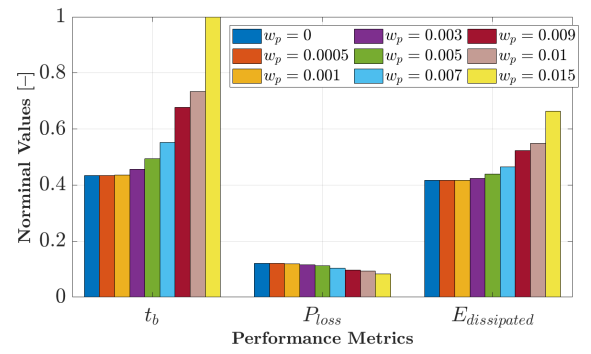 Norminal Values [−]
1
0.8
0.6
0.4
0.2
0
w_p = 0
w_p = 0.0005
w_p = 0.001
w_p = 0.003
w_p = 0.005
w_p = 0.007
w_p = 0.009
w_p = 0.01
w_p = 0.015
t_b
P_loss
E_dissipated
Performance Metrics